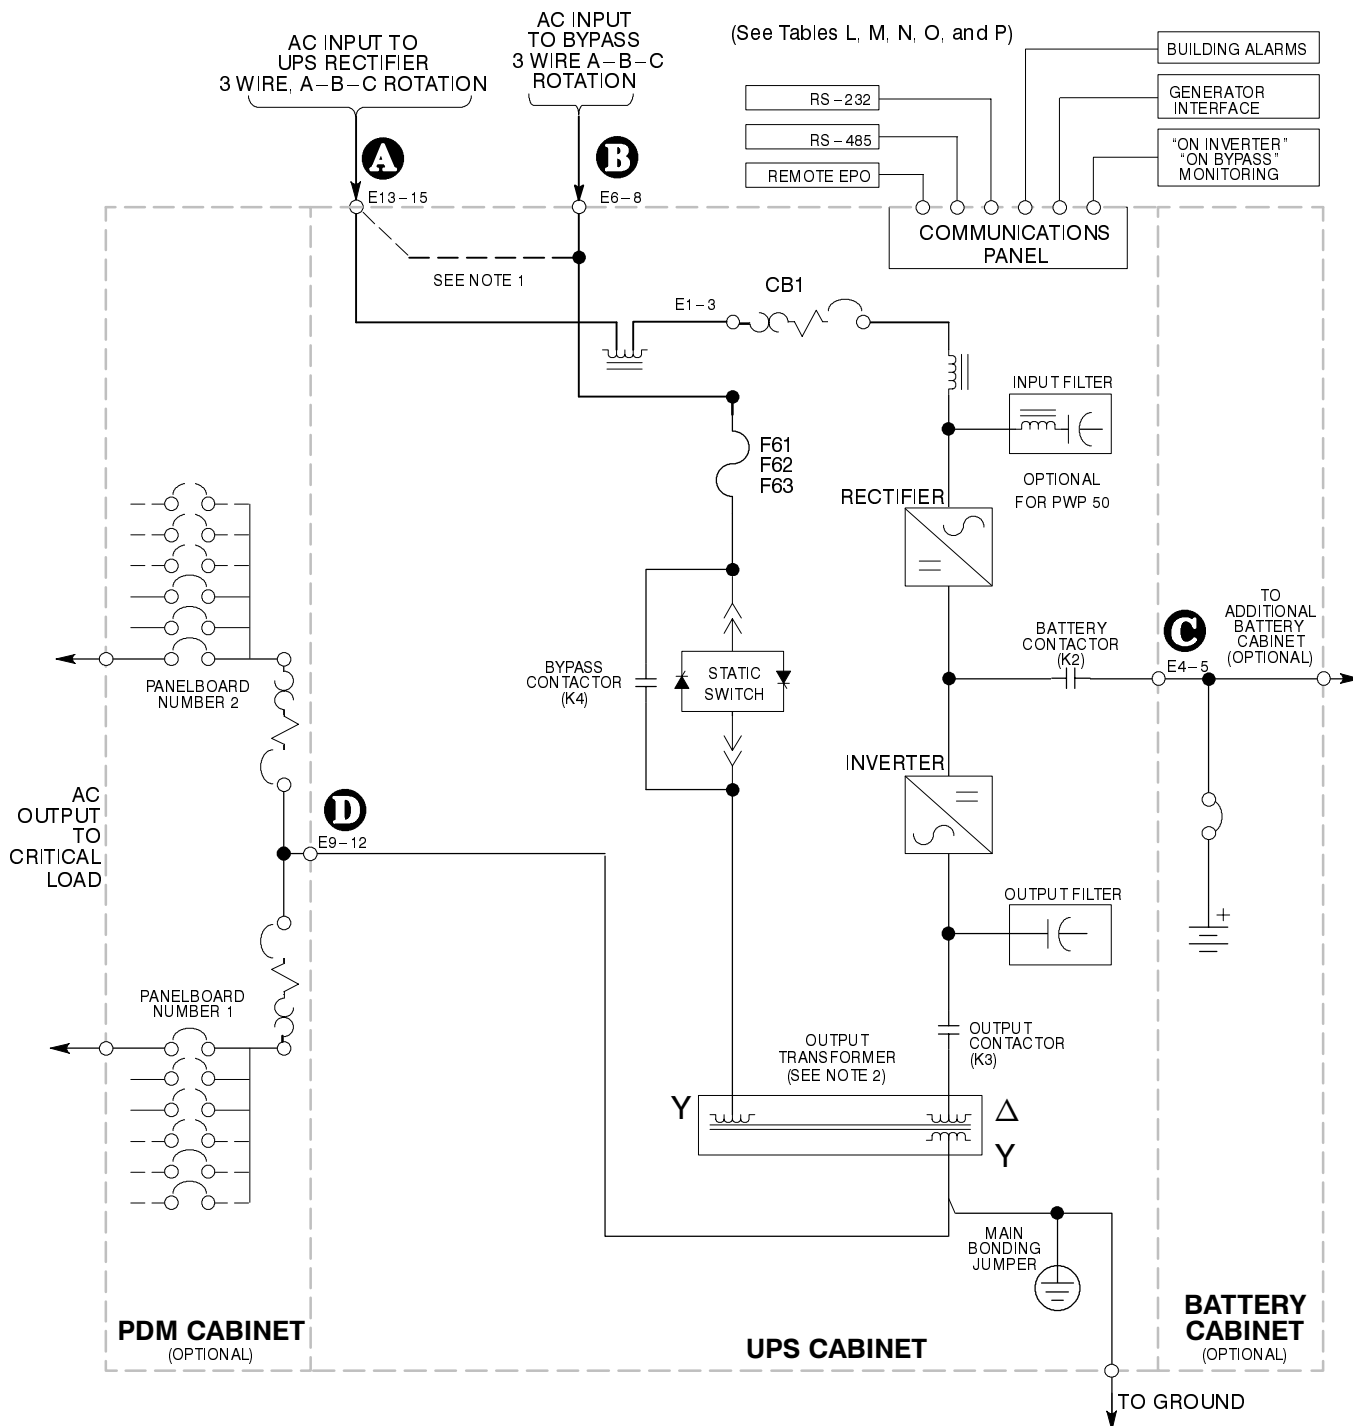 AC INPUT TO
UPS RECTIFIER
3 WIRE, A–B–C ROTATION
AC INPUT
TO BYPASS
3 WIRE A–B–C
ROTATION
(See Tables L, M, N, O, and P)
RS–232
RS–485
REMOTE EPO
BUILDING ALARMS
GENERATOR
INTERFACE
“ON INVERTER”
“ON BYPASS”
MONITORING
A
B
E13–15
E6–8
COMMUNICATIONS
PANEL
SEE NOTE 1
E1–3
CB1
INPUT FILTER
OPTIONAL
FOR PWP 50
F61
F62
F63
RECTIFIER
BATTERY
CONTACTOR
(K2)
C
E4–5
TO
ADDITIONAL
BATTERY
CABINET
(OPTIONAL)
BYPASS
CONTACTOR
(K4)
STATIC
SWITCH
PANELBOARD
NUMBER 2
INVERTER
AC
OUTPUT
TO
CRITICAL
LOAD
D
E9–12
OUTPUT FILTER
+
PANELBOARD
NUMBER 1
OUTPUT
TRANSFORMER
(SEE NOTE 2)
OUTPUT
CONTACTOR
(K3)
Y
Δ
Y
MAIN
BONDING
JUMPER
PDM CABINET
(OPTIONAL)
UPS CABINET
BATTERY
CABINET
(OPTIONAL)
TO GROUND